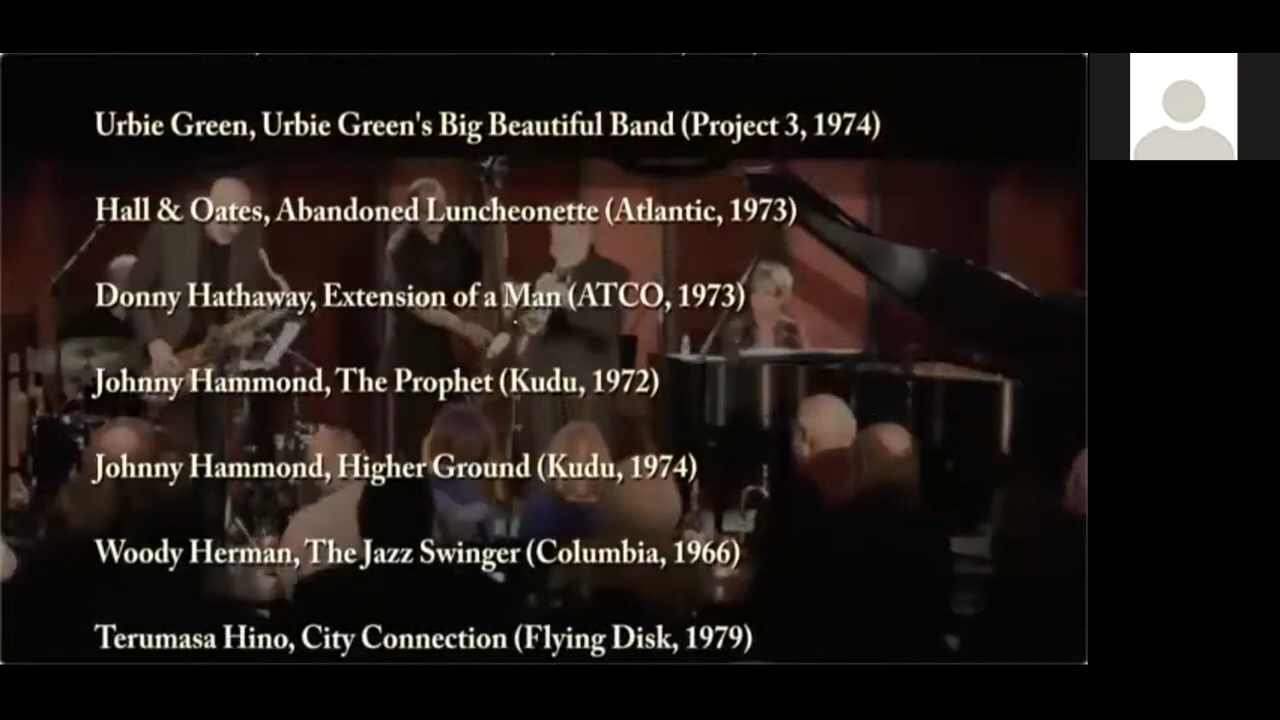 Urbie Green, Urbie Green's Big Beautiful Band (Project 3, 1974)
Hall & Oates, Abandoned Luncheonette (Atlantic, 1973)
Donny Hathaway, Extension of a Man (ATCO, 1973)
Johnny Hammond, The Prophet (Kudu, 1972)
Johnny Hammond, Higher Ground (Kudu, 1974)
Woody Herman, The Jazz Swinger (Columbia, 1966)
Terumasa Hino, City Connection (Flying Disk, 1979)